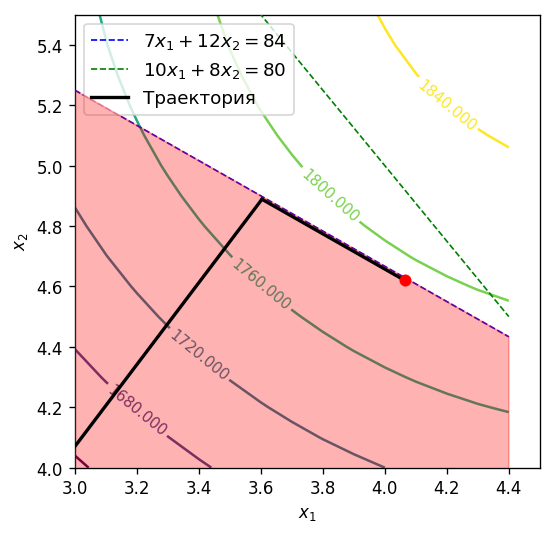 7x₁ + 12x₂ = 84
10x₁ + 8x₂ = 80
Траектория
1840.000
1800.000
1760.000
1720.000
1680.000
x₂
5.4
5.2
5.0
4.8
4.6
4.4
4.2
4.0
3.0 3.2 3.4 3.6 3.8 4.0 4.2 4.4
x₁